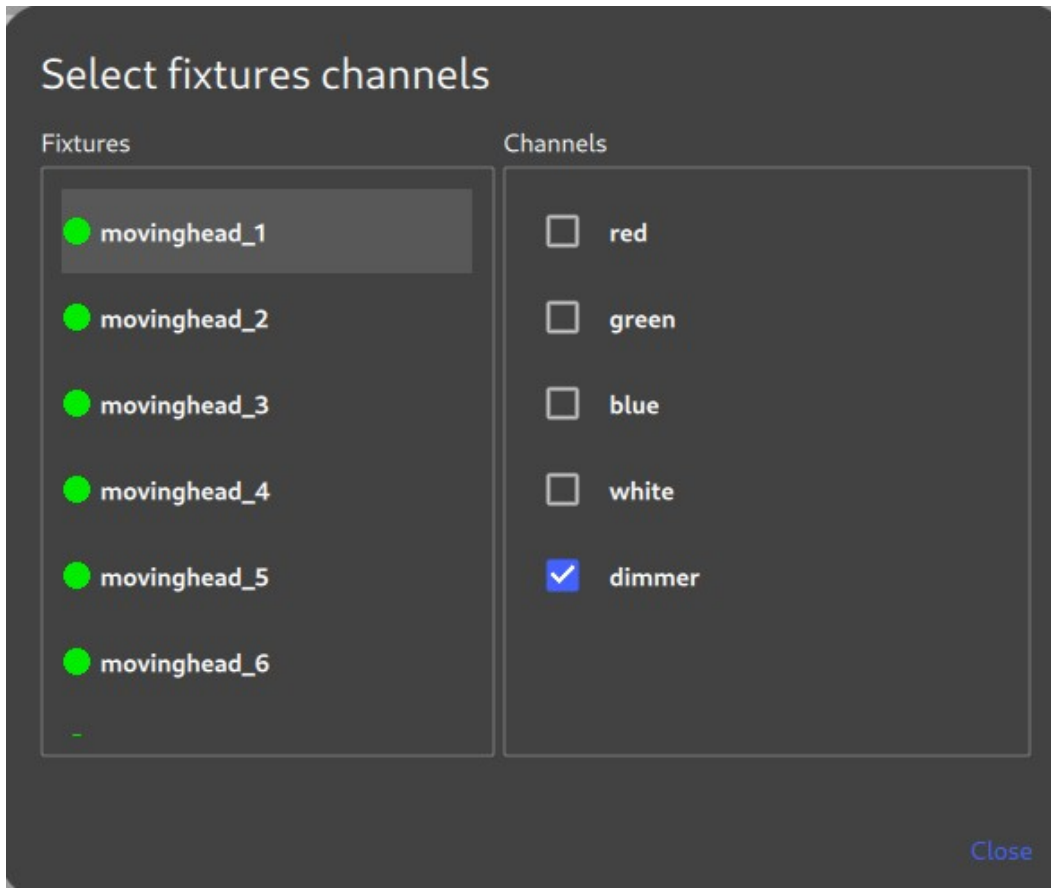 Select fixtures channels
Fixtures
Channels
movinghead_1
movinghead_2
movinghead_3
movinghead_4
movinghead_5
movinghead_6
red
green
blue
white
dimmer
Close